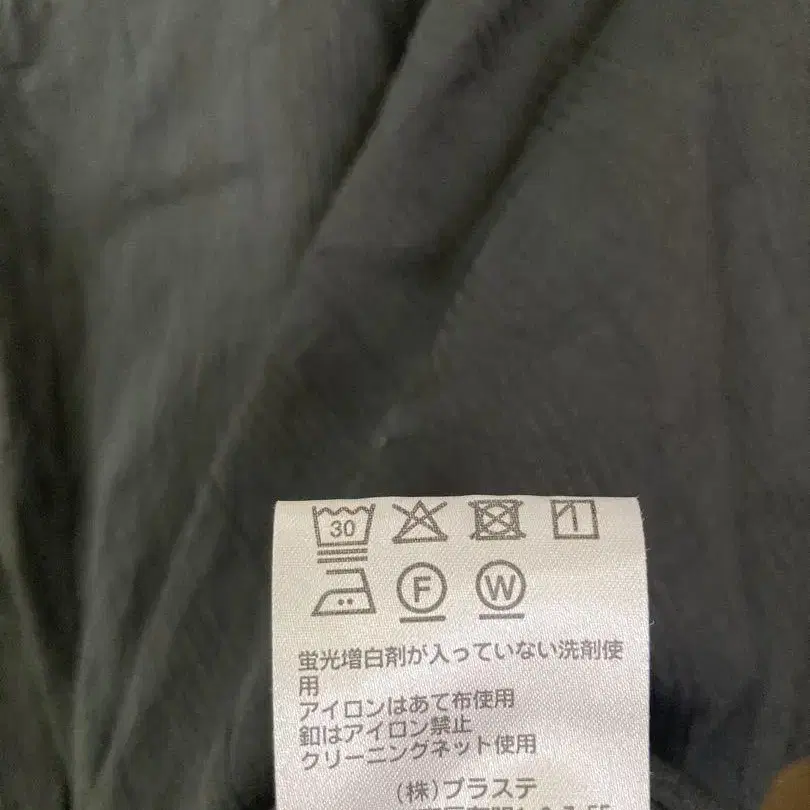 30
F W
蛍光増白剤が入っていない洗剤使
用
アイロンはあて布使用
釦はアイロン禁止
クリーニングネット使用
(株)プラステ